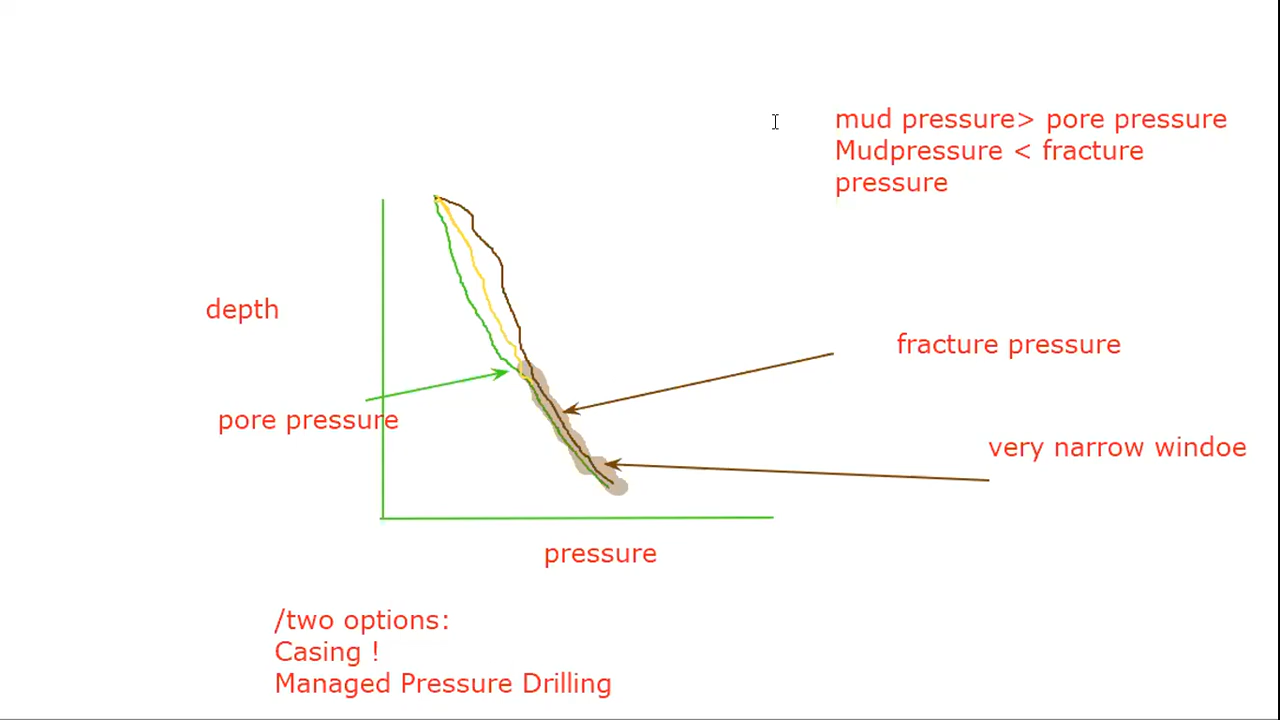 mud pressure> pore pressure
Mudpressure < fracture
pressure
depth
fracture pressure
pore pressure
very narrow windoe
pressure
/two options:
Casing !
Managed Pressure Drilling